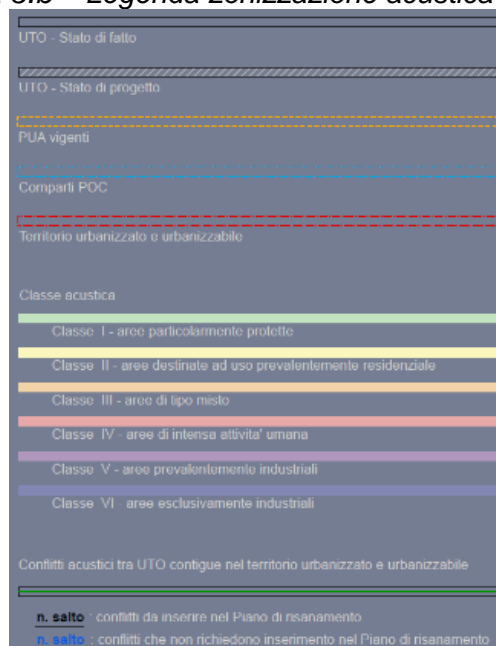 3.b – Legenda zonizzazione acustica
UTO - Stato di fatto
UTO - Stato di progetto
PUA vigenti
Comparti POC
Territorio urbanizzato e urbanizzabile
Classe acustica
Classe I - aree particolarmente protette
Classe II - aree destinate ad uso prevalentemente residenziale
Classe III - aree di tipo misto
Classe IV - aree di intensa attivita' umana
Classe V - aree prevalentemente industriali
Classe VI - aree esclusivamente industriali
Conflitti acustici tra UTO contigue nel territorio urbanizzato e urbanizzabile
n. salto : conflitti da inserire nel Piano di risanamento
n. salto : conflitti che non richiedono inserimento nel Piano di risanamento